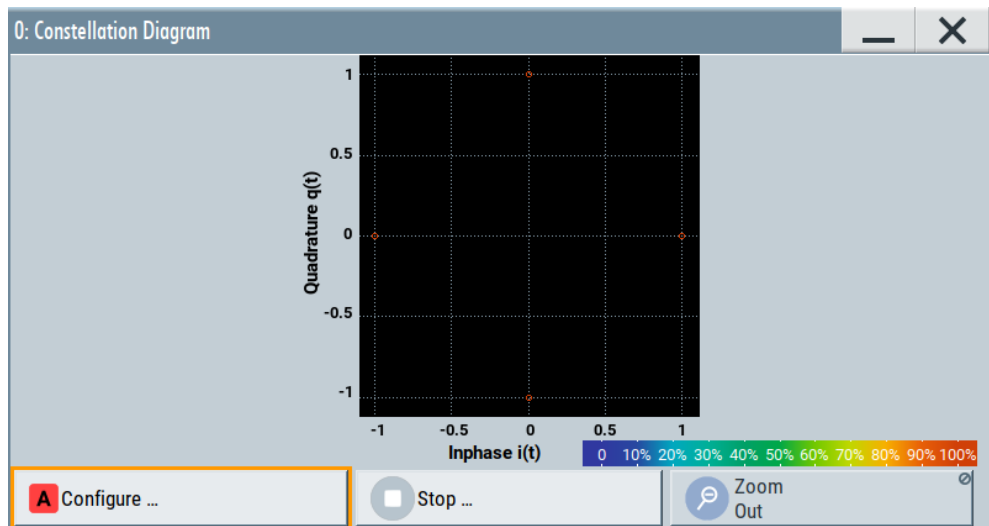 0: Constellation Diagram
1
0.5
0
-0.5
-1
Quadrature q(t)
-1 -0.5 0 0.5 1
Inphase i(t)
0 10% 20% 30% 40% 50% 60% 70% 80% 90% 100%
A Configure ...
Stop ...
Zoom
Out